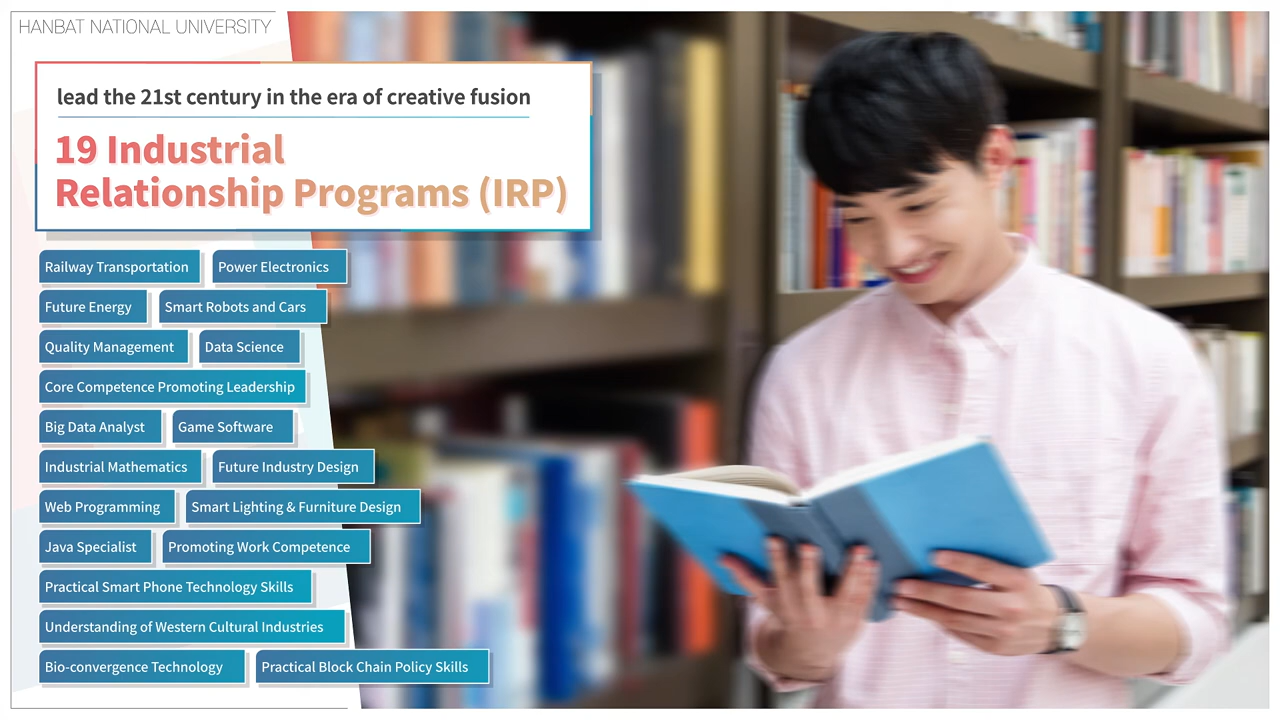 HANBAT NATIONAL UNIVERSITY
lead the 21st century in the era of creative fusion
19 Industrial
Relationship Programs (IRP)
Railway Transportation
Power Electronics
Future Energy
Smart Robots and Cars
Quality Management
Data Science
Core Competence Promoting Leadership
Big Data Analyst
Game Software
Industrial Mathematics
Future Industry Design
Web Programming
Smart Lighting & Furniture Design
Java Specialist
Promoting Work Competence
Practical Smart Phone Technology Skills
Understanding of Western Cultural Industries
Bio-convergence Technology
Practical Block Chain Policy Skills